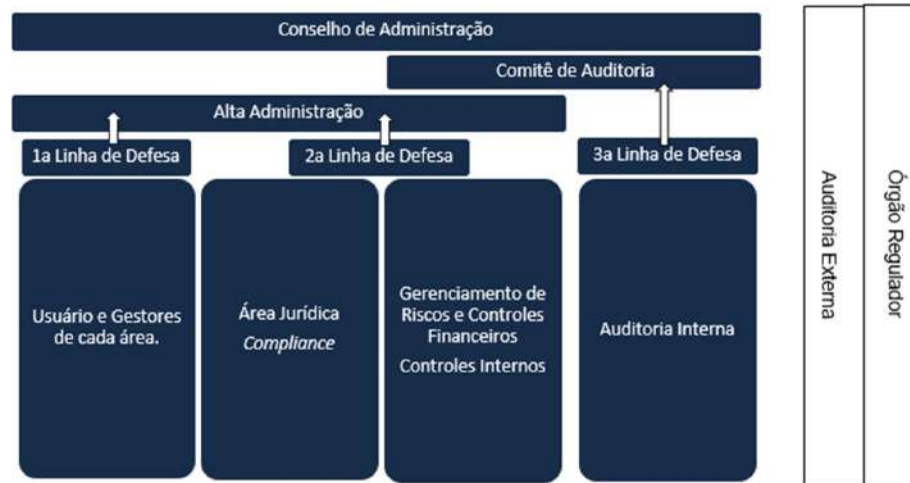 Conselho de Administração
Comitê de Auditoria
Alta Administração
1a Linha de Defesa
2a Linha de Defesa
3a Linha de Defesa
Usuário e Gestores
de cada área.
Área Jurídica
Compliance
Gerenciamento de
Riscos e Controles
Financeiros
Controles Internos
Auditoria Interna
Auditoria Externa
Órgão Regulador